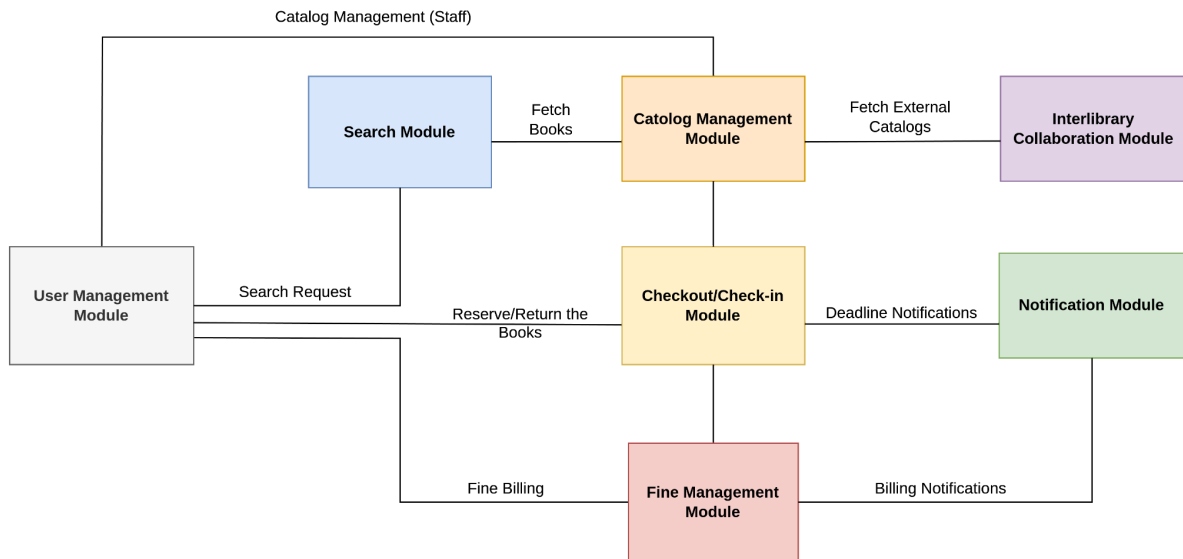 Catalog Management (Staff)
Search Module
Fetch
Books
Catolog Management
Module
Fetch External
Catalogs
Interlibrary
Collaboration Module
User Management
Module
Search Request
Reserve/Return the
Books
Checkout/Check-in
Module
Deadline Notifications
Notification Module
Fine Billing
Fine Management
Module
Billing Notifications